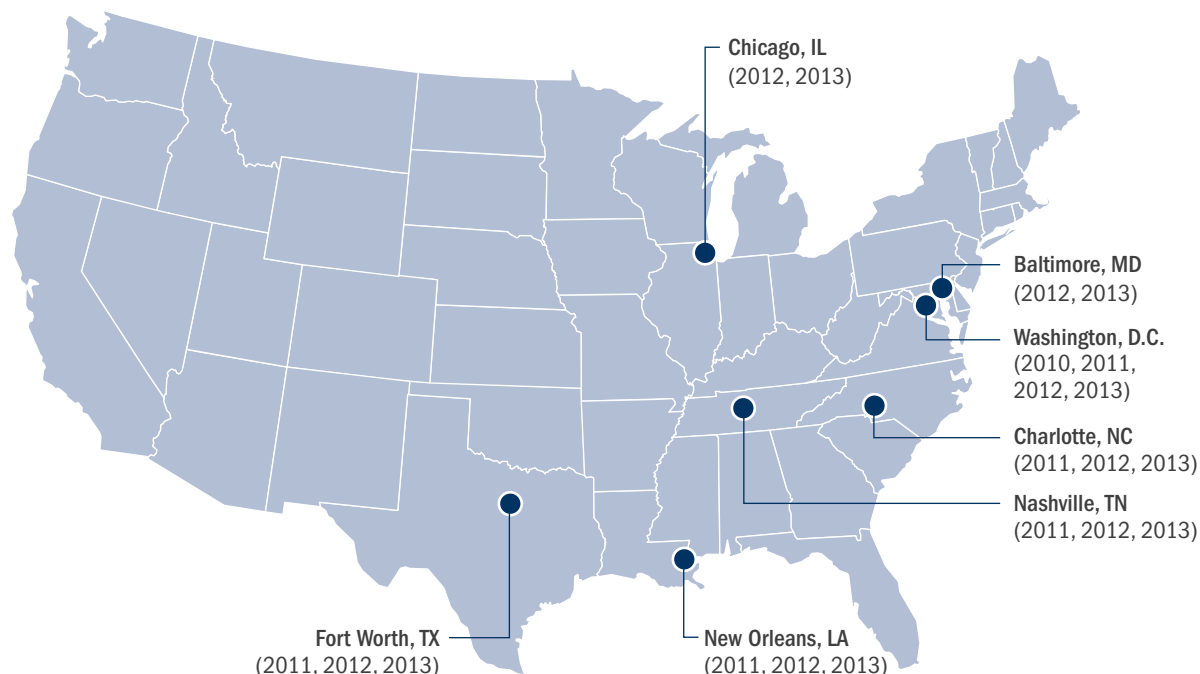 Chicago, IL
(2012, 2013)
Baltimore, MD
(2012, 2013)
Washington, D.C.
(2010, 2011,
2012, 2013)
Charlotte, NC
(2011, 2012, 2013)
Nashville, TN
(2011, 2012, 2013)
Fort Worth, TX
(2011, 2012, 2013)
New Orleans, LA
(2011, 2012, 2013)